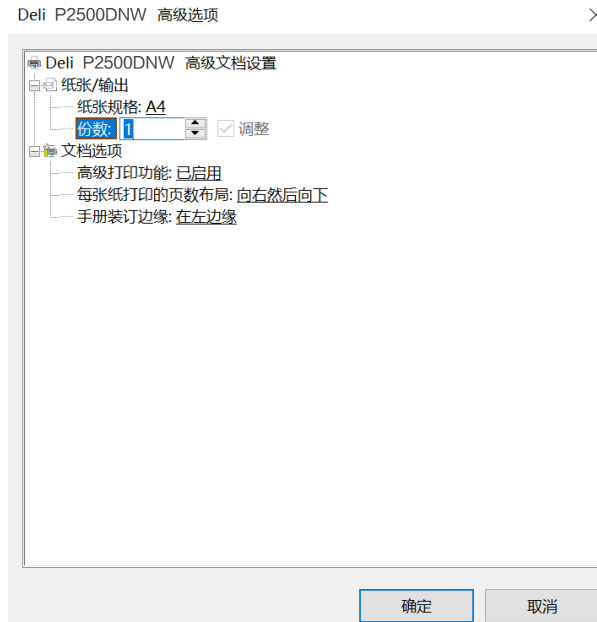 Deli P2500DNW 高级选项
Deli P2500DNW 高级文档设置
纸张/输出
纸张规格: A4
份数: 1 调整
文档选项
高级打印功能: 已启用
每张纸打印的页数布局: 向右然后向下
手册装订边缘: 在左边缘
确定 取消